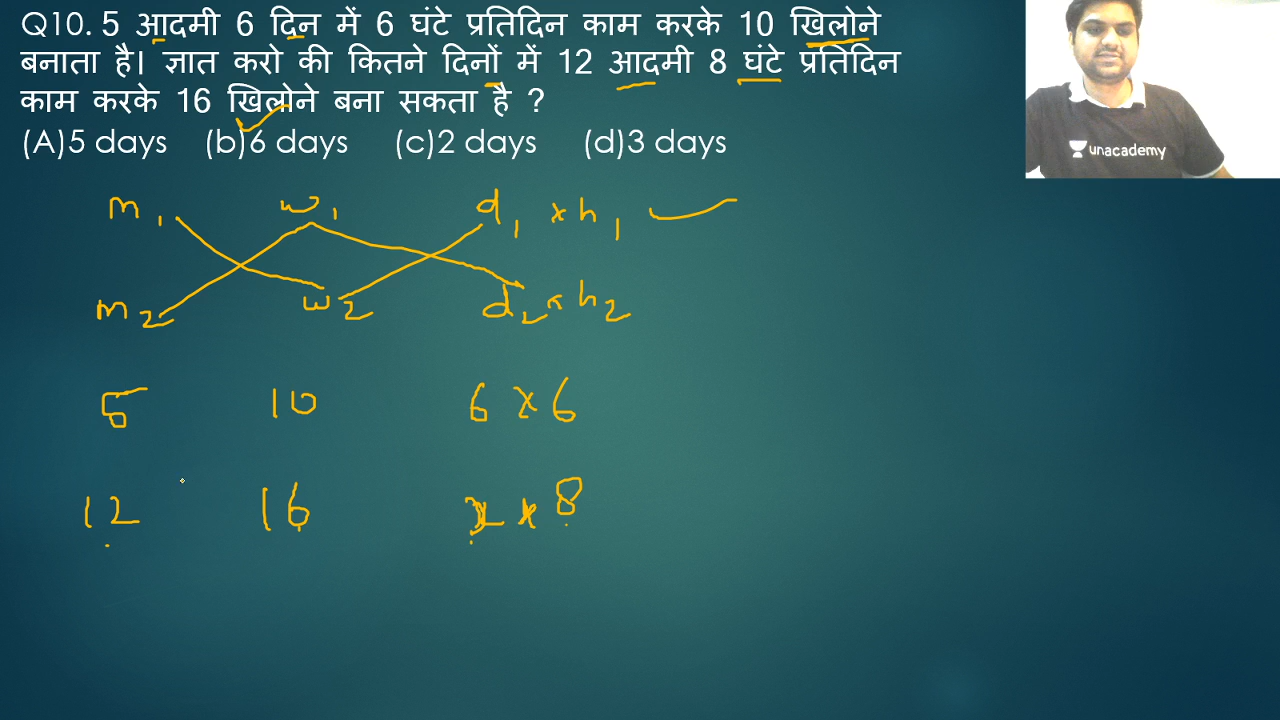 Q10. 5 आदमी 6 दिन में 6 घंटे प्रतिदिन काम करके 10 खिलोने
बनाता है। ज्ञात करो की कितने दिनों में 12 आदमी 8 घंटे प्रतिदिन
काम करके 16 खिलोने बना सकता है ?
(A)5 days (b)6 days (c)2 days (d)3 days
unacademy
m1 w1 d1 × h1
m2 w2 d2 × h2
5 10 6 × 6
12 16 x × 8